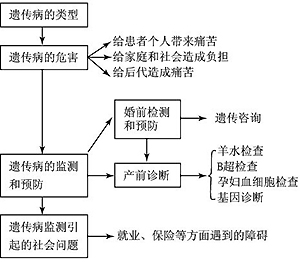 遗传病的类型
遗传病的危害
给患者个人带来痛苦
给家庭和社会造成负担
给后代造成痛苦
婚前检测
和预防
遗传咨询
遗传病的监测
和预防
产前诊断
羊水检查
B超检查
孕妇血细胞检查
基因诊断
遗传病监测引
起的社会问题
就业、保险等方面遇到的障碍